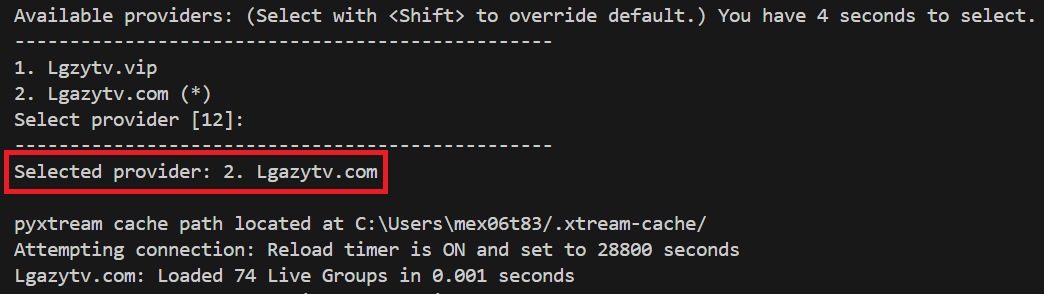 Available providers: (Select with <Shift> to override default.) You have 4 seconds to select.
-------------------------------------------------
1. Lgzytv.vip
2. Lgazytv.com (*)
Select provider [12]:
-------------------------------------------------
Selected provider: 2. Lgazytv.com
pyxtream cache path located at C:\Users\mex06t83/.xtream-cache/
Attempting connection: Reload timer is ON and set to 28800 seconds
Lgazytv.com: Loaded 74 Live Groups in 0.001 seconds